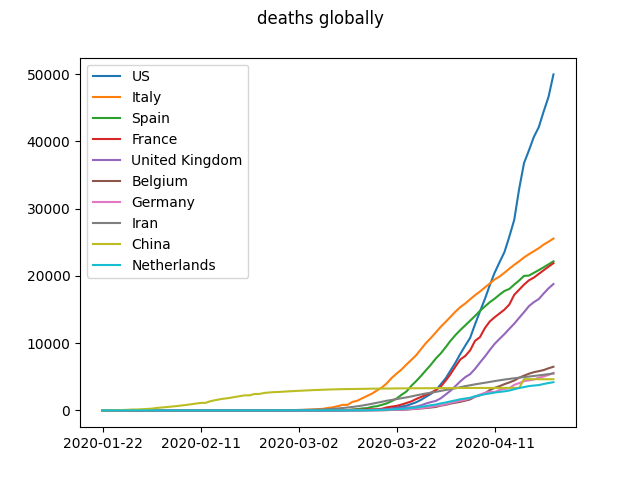 deaths globally
US
Italy
Spain
France
United Kingdom
Belgium
Germany
Iran
China
Netherlands
50000
40000
30000
20000
10000
0
2020-01-22 2020-02-11 2020-03-02 2020-03-22 2020-04-11